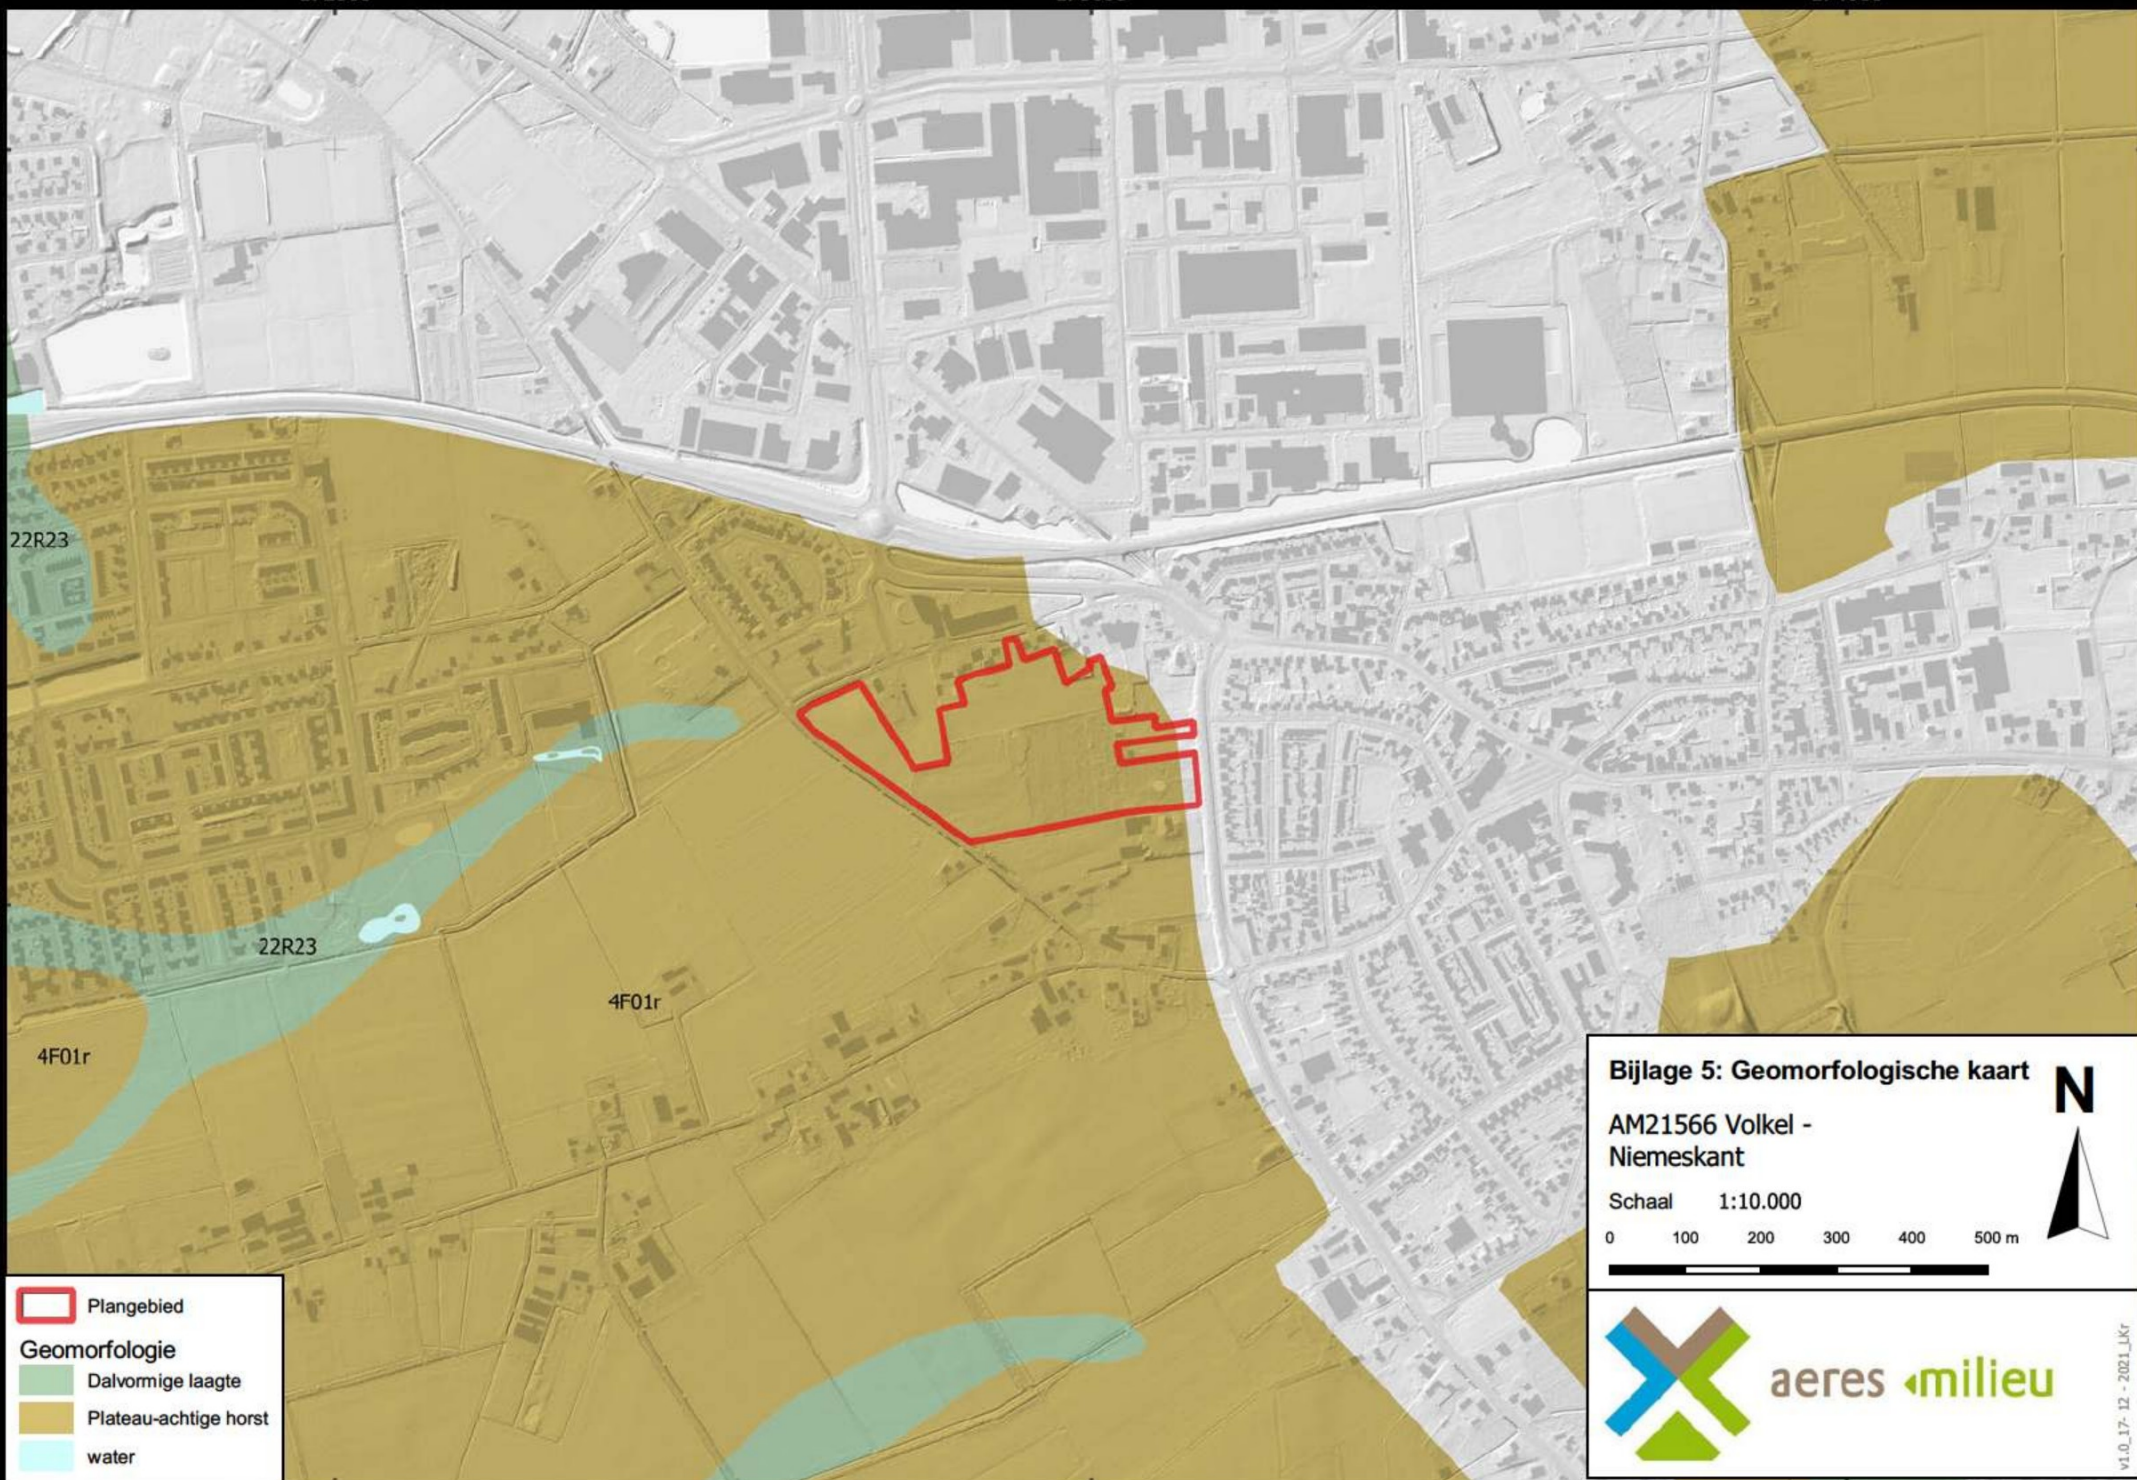 22R23
22R23
4F01r
4F01r
Bijlage 5: Geomorfologische kaart
N
AM21566 Volkel -
Niemeskant
Schaal 1:10.000
0 100 200 300 400 500 m
Plangebied
Geomorfologie
Dalvormige laagte
Plateau-achtige horst
water
aeres milieu
v1.0_17- 12 - 2021_LKr